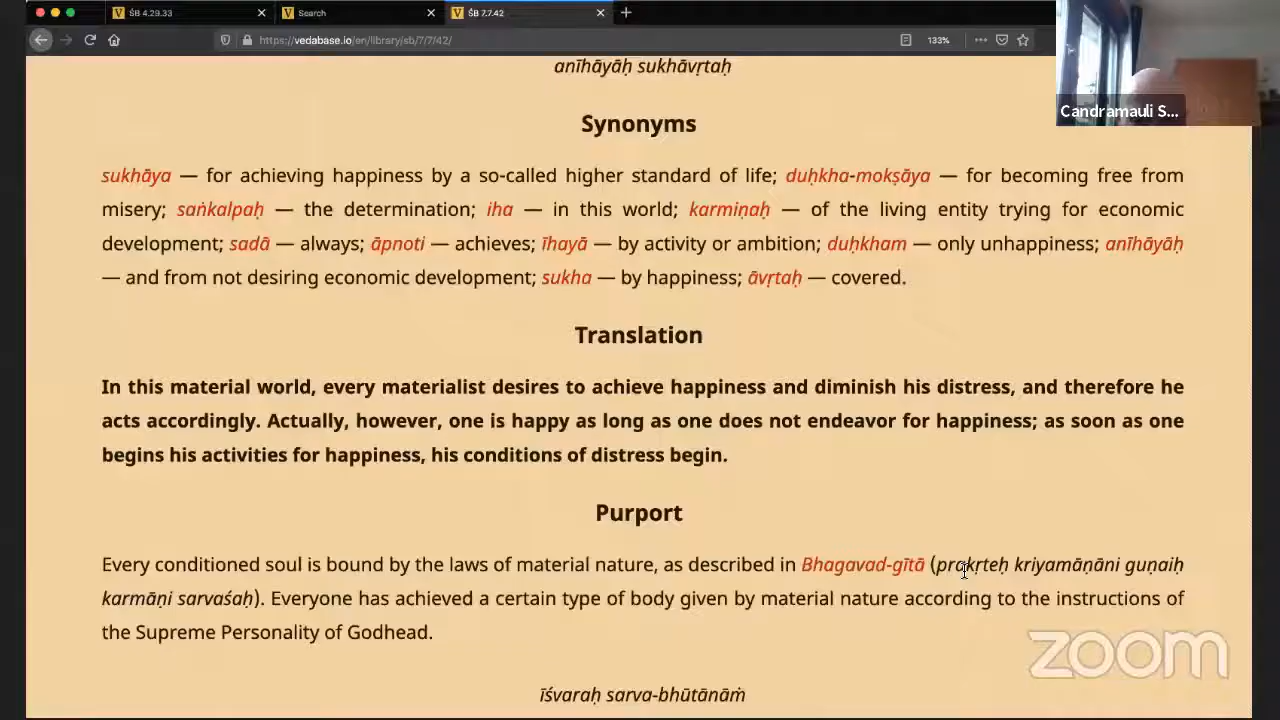 ŚB 4.29.33
Search
ŚB 7.7.42
https://vedabase.io/en/library/sb/7/7/42/
133%
Candramauli S...
anīhāyāḥ sukhāvṛtaḥ
Synonyms
sukhāya — for achieving happiness by a so-called higher standard of life; duḥkha-mokṣāya — for becoming free from
misery; saṅkalpaḥ — the determination; iha — in this world; karmiṇaḥ — of the living entity trying for economic
development; sadā — always; āpnoti — achieves; īhayā — by activity or ambition; duḥkham — only unhappiness; anīhāyāḥ
— and from not desiring economic development; sukha — by happiness; āvṛtaḥ — covered.
Translation
In this material world, every materialist desires to achieve happiness and diminish his distress, and therefore he
acts accordingly. Actually, however, one is happy as long as one does not endeavor for happiness; as soon as one
begins his activities for happiness, his conditions of distress begin.
Purport
Every conditioned soul is bound by the laws of material nature, as described in Bhagavad-gītā (prakṛteḥ kriyamāṇāni guṇaiḥ
karmāṇi sarvaśaḥ). Everyone has achieved a certain type of body given by material nature according to the instructions of
the Supreme Personality of Godhead.
zoom
īśvaraḥ sarva-bhūtānāṁ